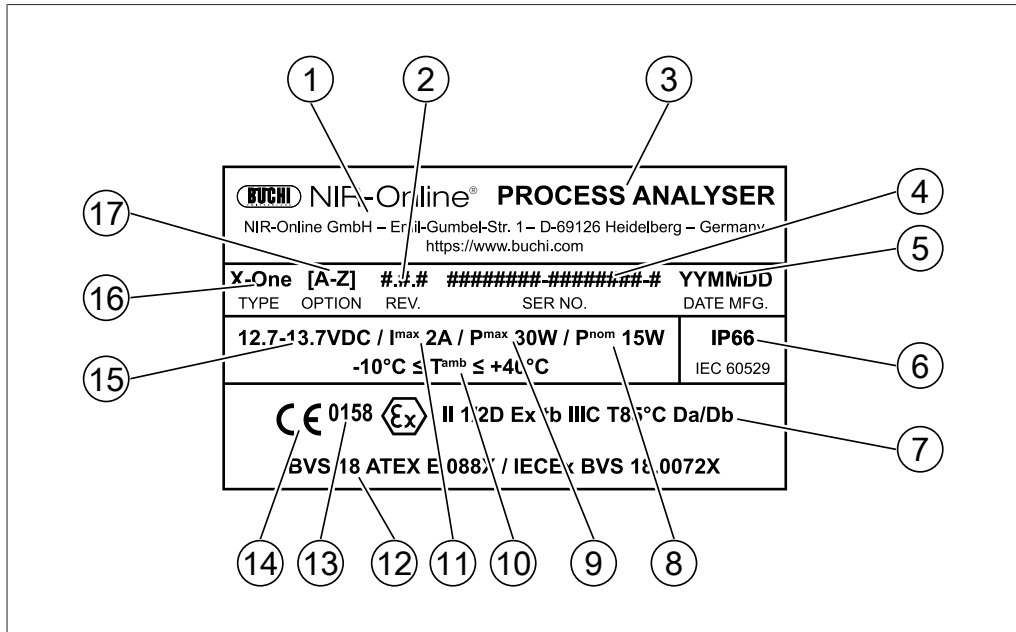 1 2 3
BUCHI NIR-Online® PROCESS ANALYSER
4
17
NIR-Online GmbH – Emil-Gumbel-Str. 1 – D-69126 Heidelberg – Germany
https://www.buchi.com
5
X-One [A-Z] #.#.# ########-########-# YYMMDD
16
TYPE OPTION REV. SER NO. DATE MFG.
12.7-13.7VDC / Imax 2A / Pmax 30W / Pnom 15W IP66
6
15
-10°C ≤ Tamb ≤ +40°C IEC 60529
CE 0158 Ex II 1/2D Ex tb IIIC T85°C Da/Db
7
BVS 18 ATEX E 088X / IECEx BVS 18.0072X
14 13 12 11 10 9 8